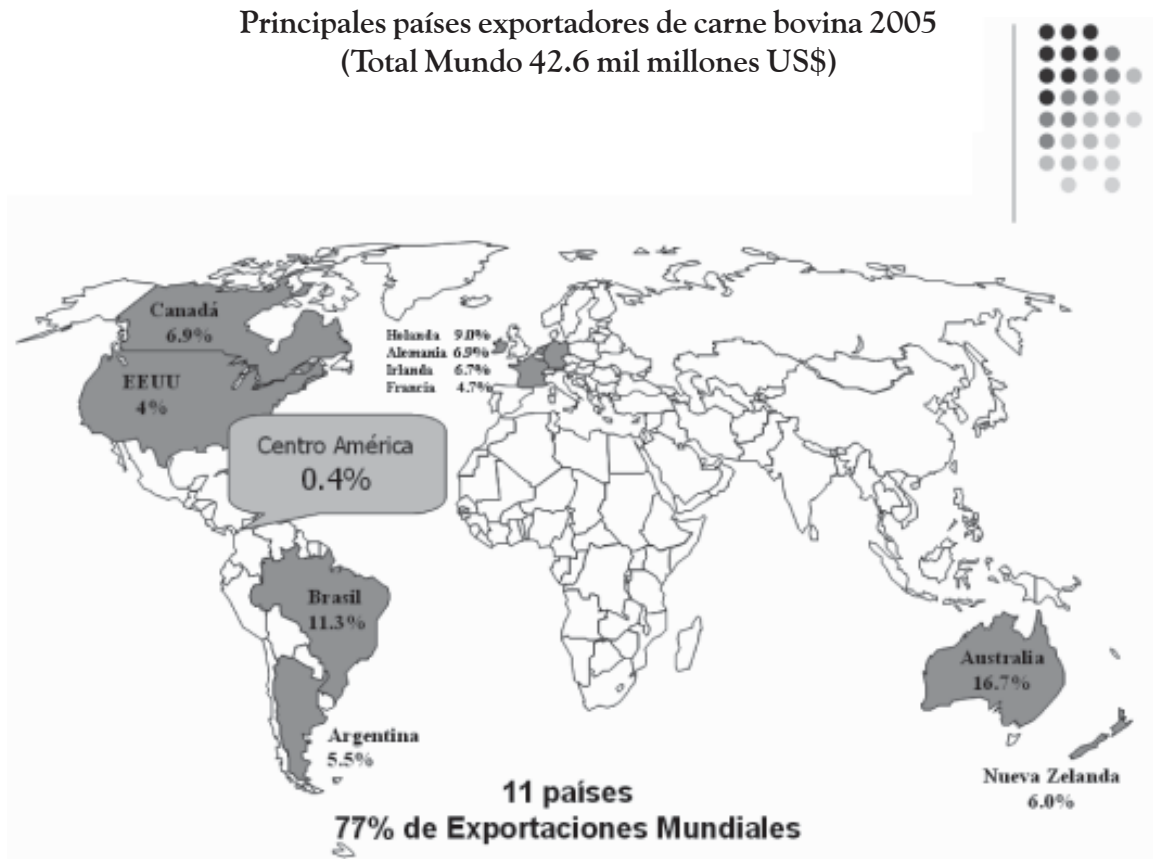 Principales países exportadores de carne bovina 2005
(Total Mundo 42.6 mil millones US$)
Canadá
6.9%
EEUU
4%
Holanda 9.0%
Alemania 6.9%
Irlanda 6.7%
Francia 4.7%
Centro América
0.4%
Brasil
11.3%
Argentina
5.5%
Australia
16.7%
Nueva Zelanda
6.0%
11 países
77% de Exportaciones Mundiales